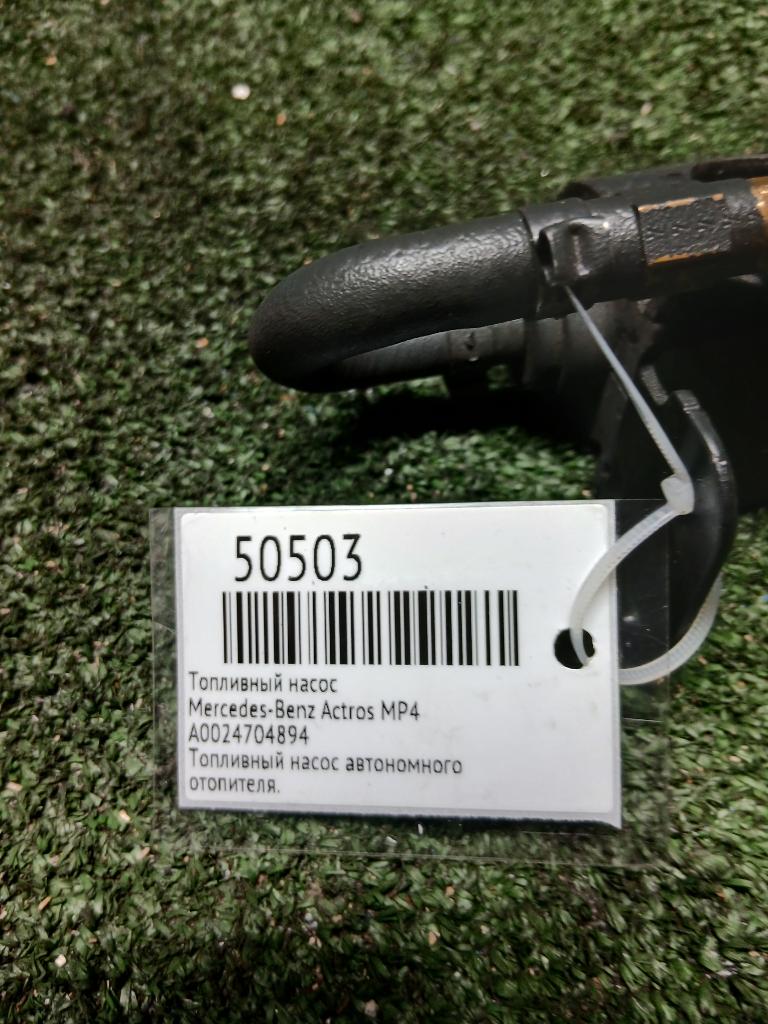 50503
Топливный насос
Mercedes-Benz Actros MP4
A0024704894
Топливный насос автономного
отопителя.